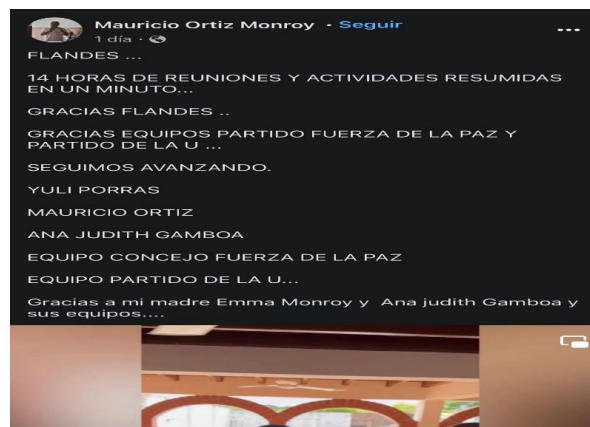 Mauricio Ortiz Monroy · Seguir
1 día ·
FLANDES ...
14 HORAS DE REUNIONES Y ACTIVIDADES RESUMIDAS
EN UN MINUTO...
GRACIAS FLANDES ..
GRACIAS EQUIPOS PARTIDO FUERZA DE LA PAZ Y
PARTIDO DE LA U ...
SEGUIMOS AVANZANDO.
YULI PORRAS
MAURICIO ORTIZ
ANA JUDITH GAMBOA
EQUIPO CONCEJO FUERZA DE LA PAZ
EQUIPO PARTIDO DE LA U...
Gracias a mi madre Emma Monroy y Ana judith Gamboa y
sus equipos....